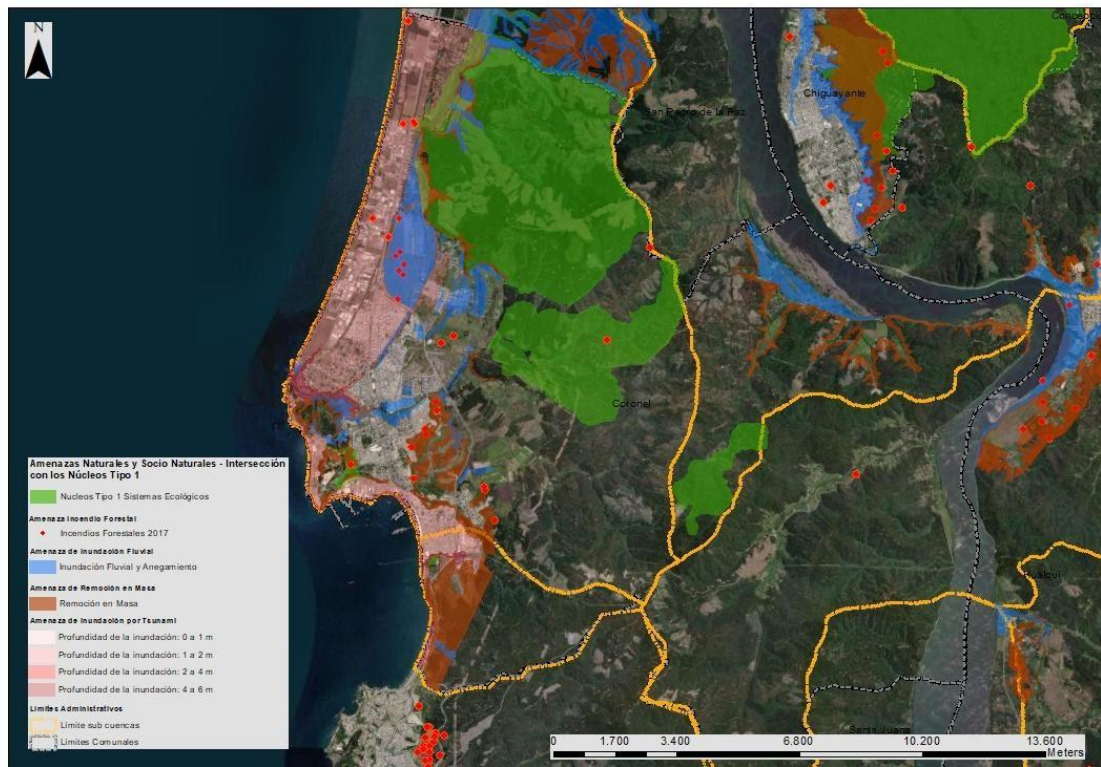 N
Concepción
Chiguayante
San Pedro de la Paz
Coronel
Hualqui
Santa Juana
Amenazas Naturales y Socio Naturales - Intersección
con los Núcleos Tipo 1
Nucleos Tipo 1 Sistemas Ecológicos
Amenaza Incendio Forestal
Incendios Forestales 2017
Amenaza de Inundación Fluvial
Inundación Fluvial y Anegamiento
Amenaza de Remoción en Masa
Remoción en Masa
Amenaza de Inundación por Tsunami
Profundidad de la inundación: 0 a 1 m
Profundidad de la inundación: 1 a 2 m
Profundidad de la inundación: 2 a 4 m
Profundidad de la inundación: 4 a 6 m
Limites Administrativos
Limite sub cuencas
Limites Comunales
0 1.700 3.400 6.800 10.200 13.600
Meters